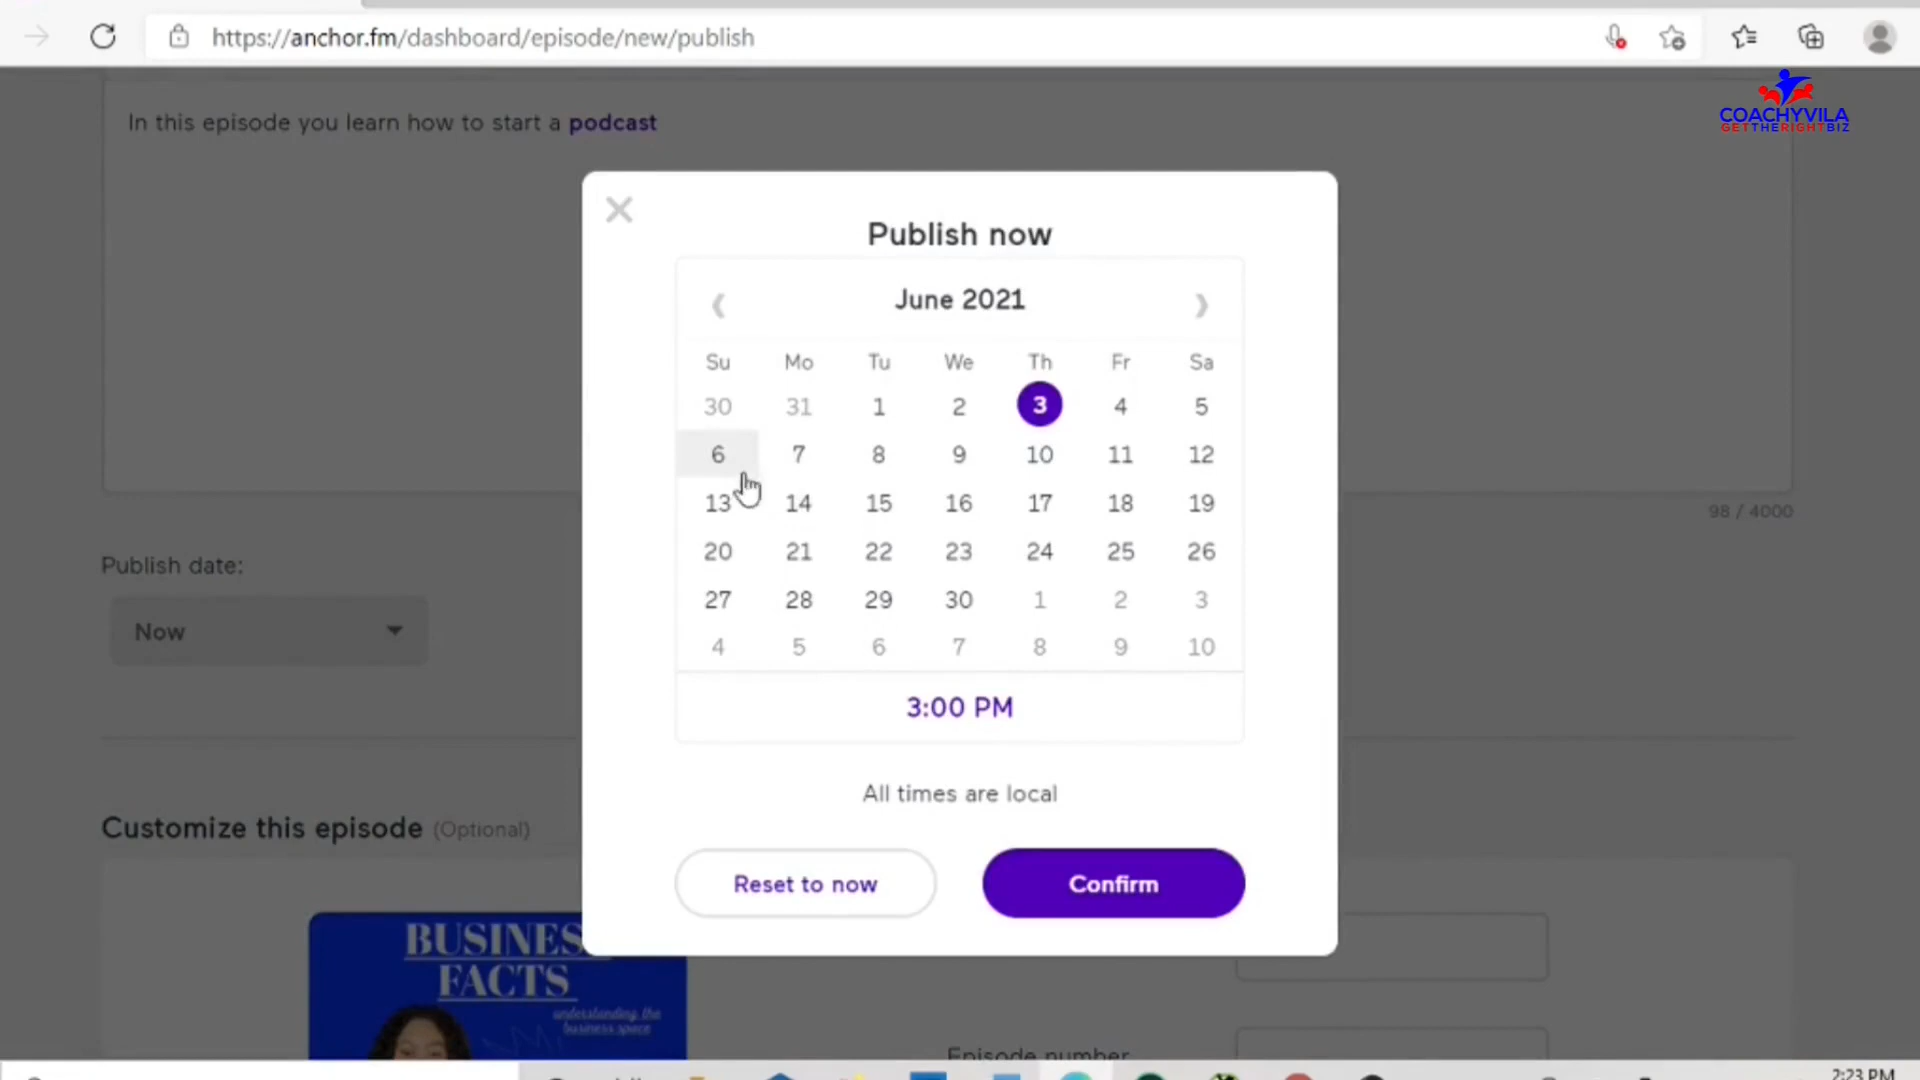 https://anchor.fm/dashboard/episode/new/publish
COACHYVILA
GETTHERIGHTBIZ
In this episode you learn how to start a podcast
Publish now
June 2021
Su Mo Tu We Th Fr Sa
30 31 1 2 3 4 5
6 7 8 9 10 11 12
13 14 15 16 17 18 19
20 21 22 23 24 25 26
27 28 29 30 1 2 3
4 5 6 7 8 9 10
3:00 PM
All times are local
Reset to now
Confirm
98 / 4000
Publish date:
Now
Customize this episode (Optional)
BUSINES
FACTS
understanding the
business space
Episode number
2:23 PM